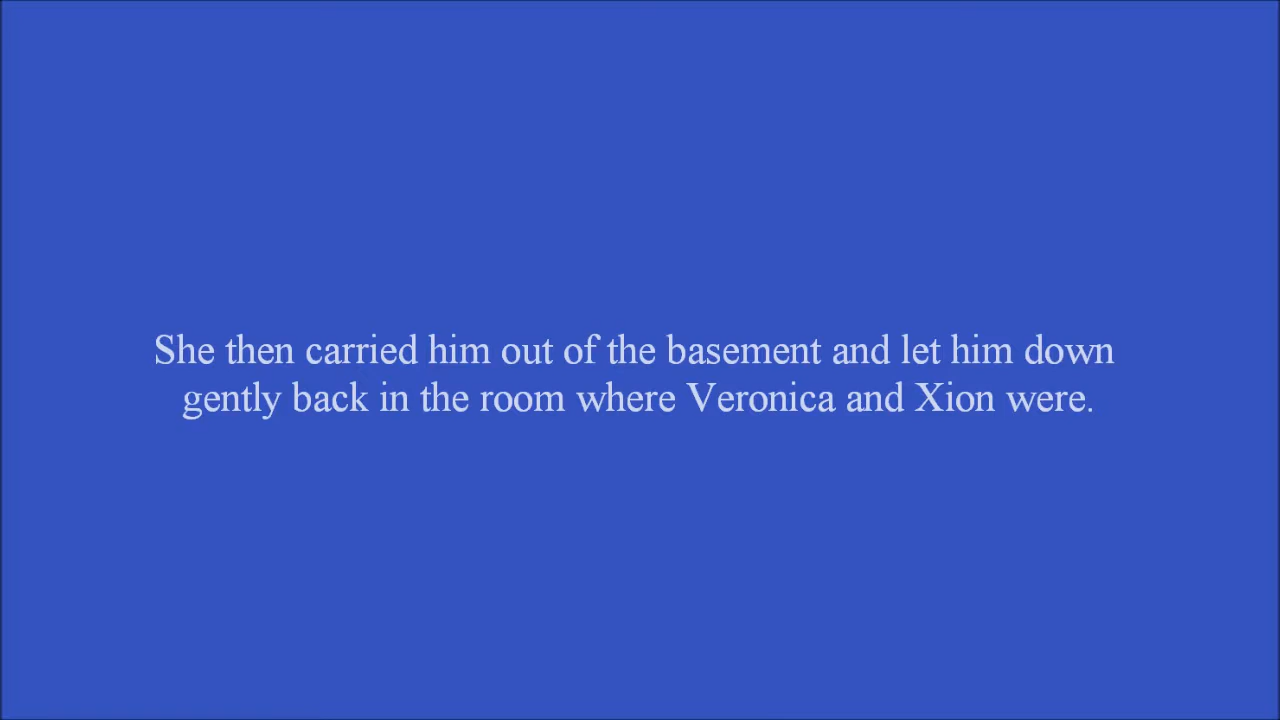 She then carried him out of the basement and let him down
gently back in the room where Veronica and Xion were.